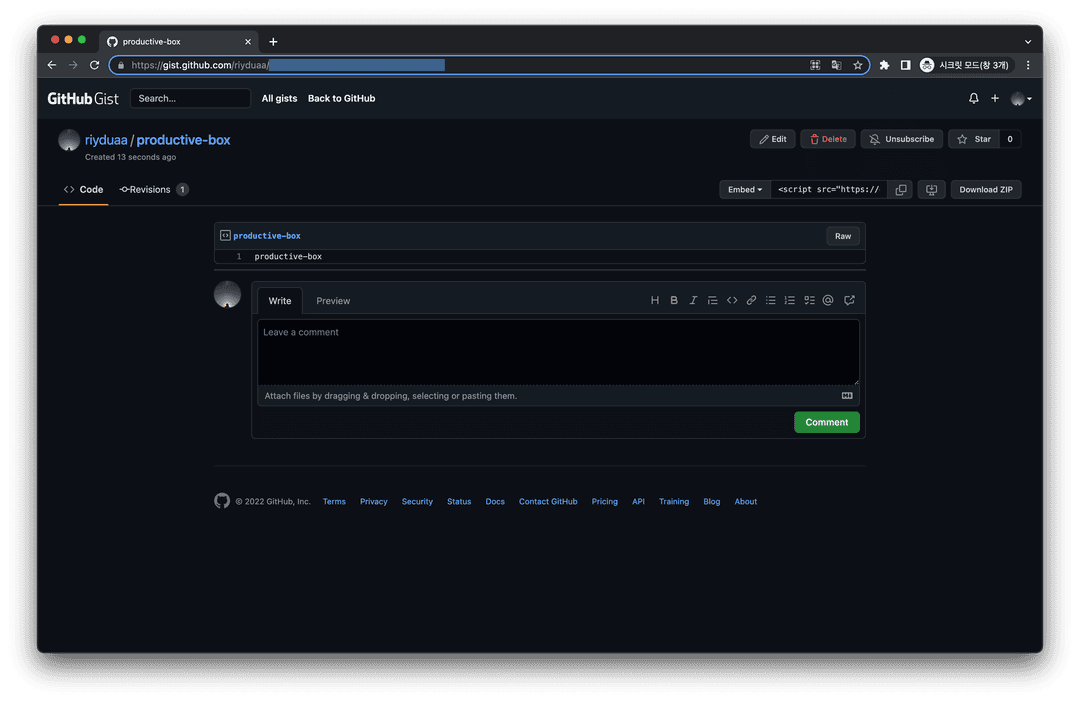 productive-box
https://gist.github.com/riyduaa/
시크릿 모드(창 3개)
GitHub Gist Search... All gists Back to GitHub
riyduaa / productive-box
Created 13 seconds ago
Edit Delete Unsubscribe Star 0
Code Revisions 1
Embed <script src="https:// Download ZIP
productive-box Raw
1 productive-box
Write Preview
Leave a comment
Attach files by dragging & dropping, selecting or pasting them.
Comment
© 2022 GitHub, Inc. Terms Privacy Security Status Docs Contact GitHub Pricing API Training Blog About